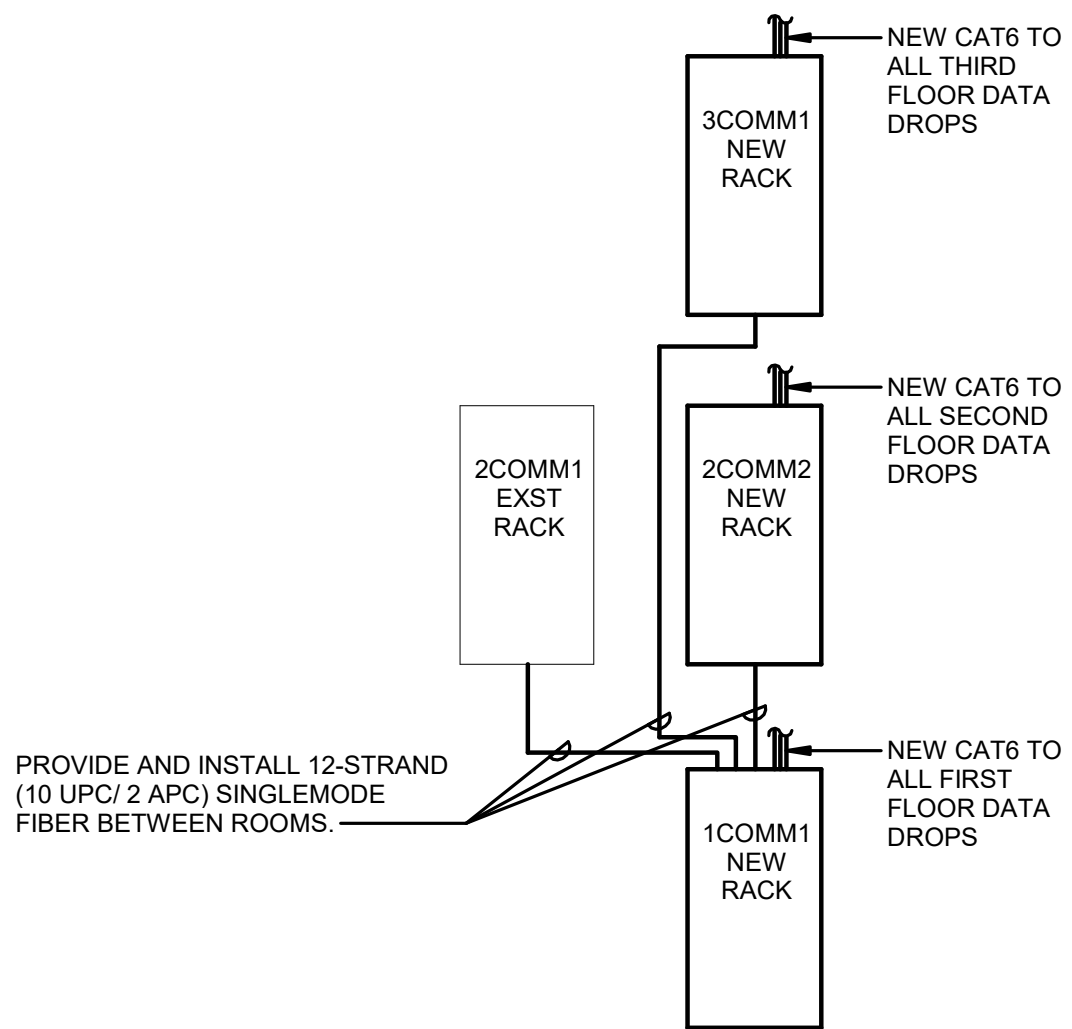 NEW CAT6 TO
ALL THIRD
FLOOR DATA
DROPS
3COMM1
NEW
RACK
NEW CAT6 TO
ALL SECOND
FLOOR DATA
DROPS
2COMM1
EXST
RACK
2COMM2
NEW
RACK
PROVIDE AND INSTALL 12-STRAND
(10 UPC/ 2 APC) SINGLEMODE
FIBER BETWEEN ROOMS.
NEW CAT6 TO
ALL FIRST
FLOOR DATA
DROPS
1COMM1
NEW
RACK